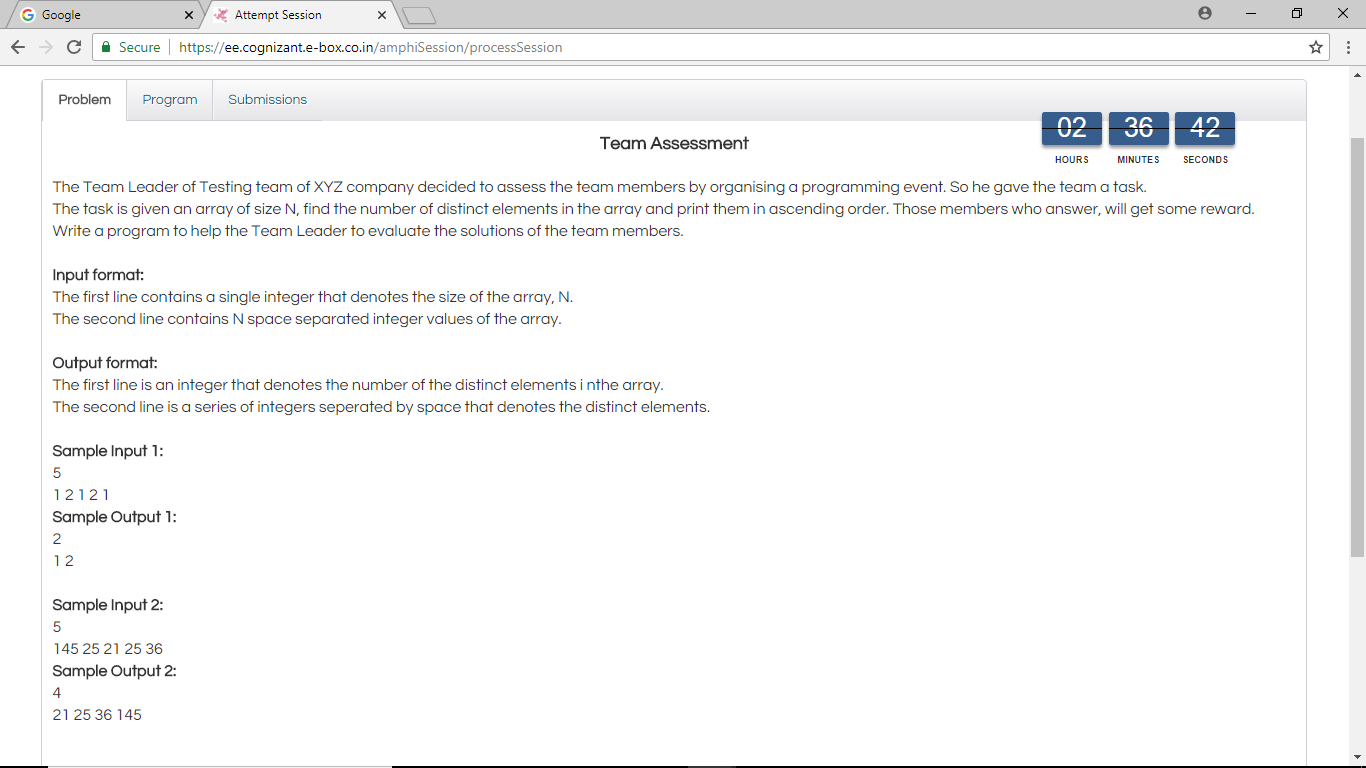 Google
Attempt Session
Secure
https://ee.cognizant.e-box.co.in/amphiSession/processSession
Problem
Program
Submissions
02 36 42
HOURS MINUTES SECONDS
Team Assessment
The Team Leader of Testing team of XYZ company decided to assess the team members by organising a programming event. So he gave the team a task.
The task is given an array of size N, find the number of distinct elements in the array and print them in ascending order. Those members who answer, will get some reward.
Write a program to help the Team Leader to evaluate the solutions of the team members.
Input format:
The first line contains a single integer that denotes the size of the array, N.
The second line contains N space separated integer values of the array.
Output format:
The first line is an integer that denotes the number of the distinct elements i nthe array.
The second line is a series of integers seperated by space that denotes the distinct elements.
Sample Input 1:
5
1 2 1 2 1
Sample Output 1:
2
1 2
Sample Input 2:
5
145 25 21 25 36
Sample Output 2:
4
21 25 36 145